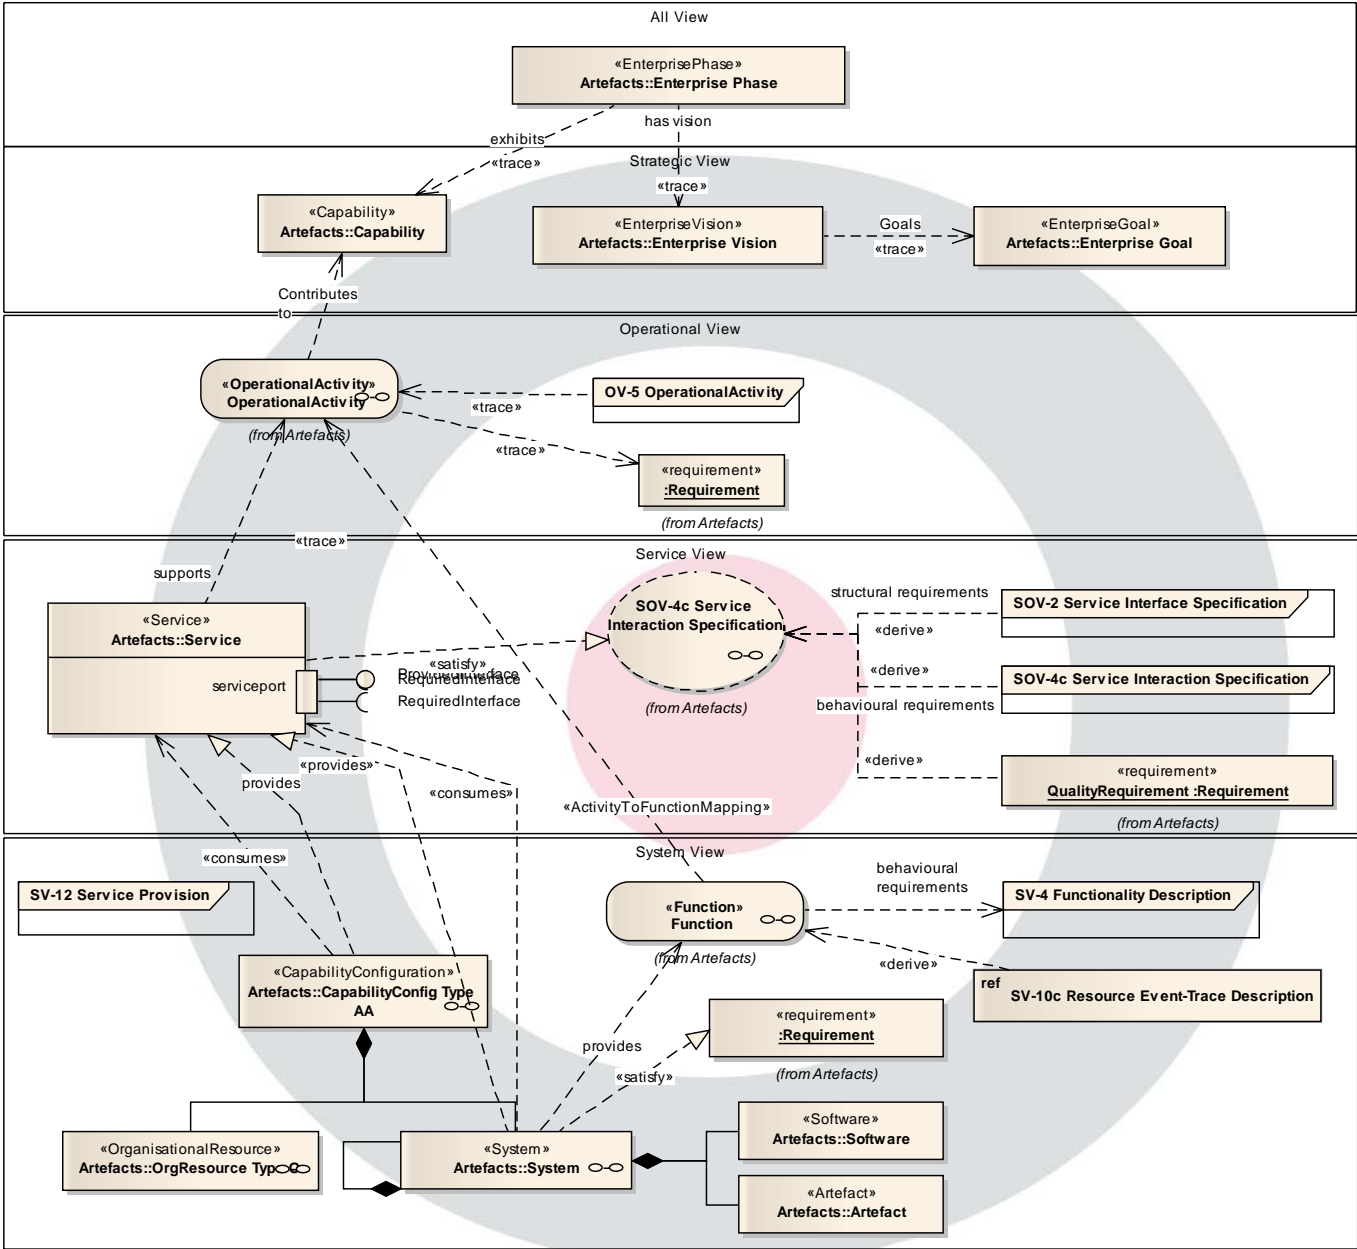 All View
«EnterprisePhase»
Artefacts::Enterprise Phase
has vision
exhibits
«trace»
Strategic View
«trace»
«Capability»
Artefacts::Capability
«EnterpriseVision»
Artefacts::Enterprise Vision
Goals
«trace»
«EnterpriseGoal»
Artefacts::Enterprise Goal
Contributes
to
Operational View
«OperationalActivity»
OperationalActivity
(from Artefacts)
OV-5 OperationalActivity
«trace»
«trace»
«requirement»
:Requirement
(from Artefacts)
«trace»
supports
Service View
«Service»
Artefacts::Service
serviceport
«satisfy»
RequiredInterface
RequiredInterface
SOV-4c Service
Interaction Specification
(from Artefacts)
structural requirements
«derive»
SOV-2 Service Interface Specification
«derive»
behavioural requirements
SOV-4c Service Interaction Specification
«derive»
«requirement»
QualityRequirement :Requirement
(from Artefacts)
«provides»
provides
«consumes»
«ActivityToFunctionMapping»
«consumes»
System View
SV-12 Service Provision
«Function»
Function
(from Artefacts)
behavioural
requirements
SV-4 Functionality Description
«derive»
ref
SV-10c Resource Event-Trace Description
«CapabilityConfiguration»
Artefacts::CapabilityConfig Type
AA
«requirement»
:Requirement
(from Artefacts)
provides
«satisfy»
«OrganisationalResource»
Artefacts::OrgResource Typ
«System»
Artefacts::System
«Software»
Artefacts::Software
«Artefact»
Artefacts::Artefact